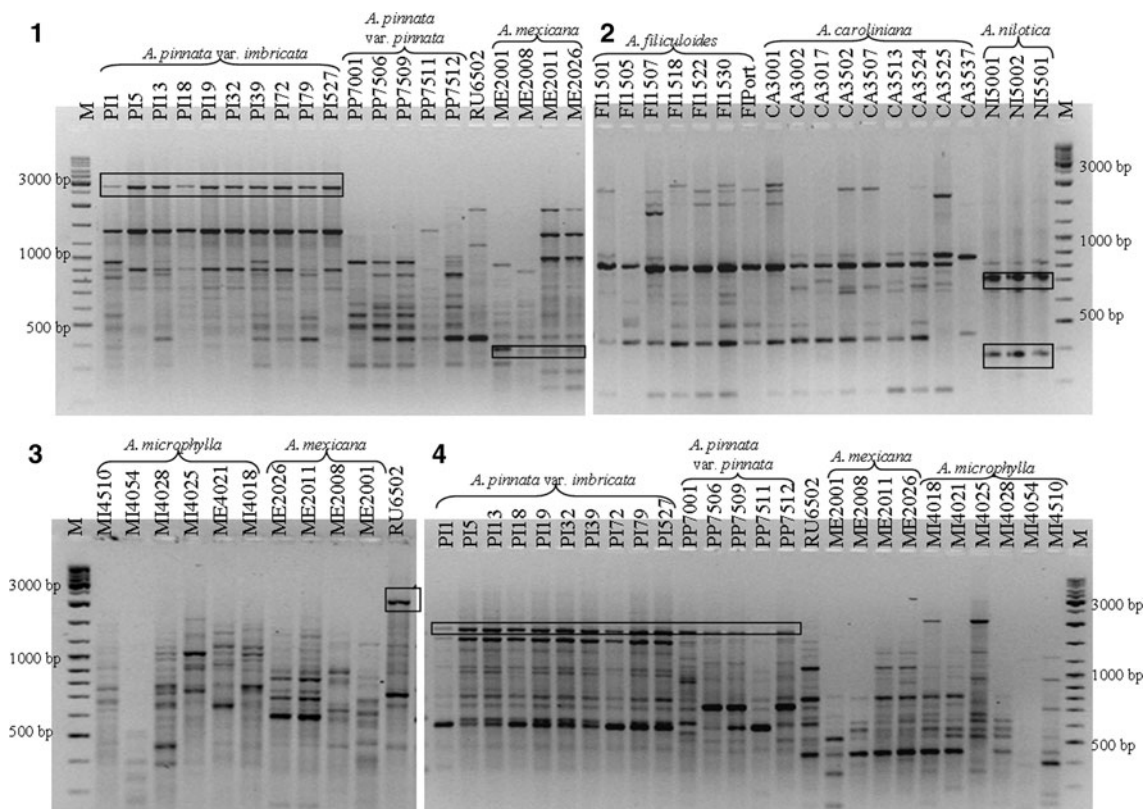 1
A. pinnata var. imbricata
A. pinnata
var. pinnata
A. mexicana
M PI1 PI5 PI13 PI18 PI19 PI32 PI39 PI72 PI79 PI527 PP7001 PP7506 PP7509 PP7511 PP7512 RU6502 ME2001 ME2008 ME2011 ME2026
3000 bp
1000 bp
500 bp
2
A. filiculoides
A. caroliniana
A. nilotica
FI1501 FI1505 FI1507 FI1518 FI1522 FI1530 FIPort. CA3001 CA3002 CA3017 CA3502 CA3507 CA3513 CA3524 CA3525 CA3537 NI5001 NI5002 NI5501 M
3000 bp
1000 bp
500 bp
3
A. microphylla
A. mexicana
M MI4510 MI4054 MI4028 MI4025 ME4021 MI4018 ME2026 ME2011 ME2008 ME2001 RU6502
3000 bp
1000 bp
500 bp
4
A. pinnata var. imbricata
A. pinnata
var. pinnata
A. mexicana
A. microphylla
PI1 PI5 PI13 PI18 PI19 PI32 PI39 PI72 PI79 PI527 PP7001 PP7506 PP7509 PP7511 PP7512 RU6502 ME2001 ME2008 ME2011 ME2026 MI4018 MI4021 MI4025 MI4028 MI4054 MI4510 M
3000 bp
1000 bp
500 bp